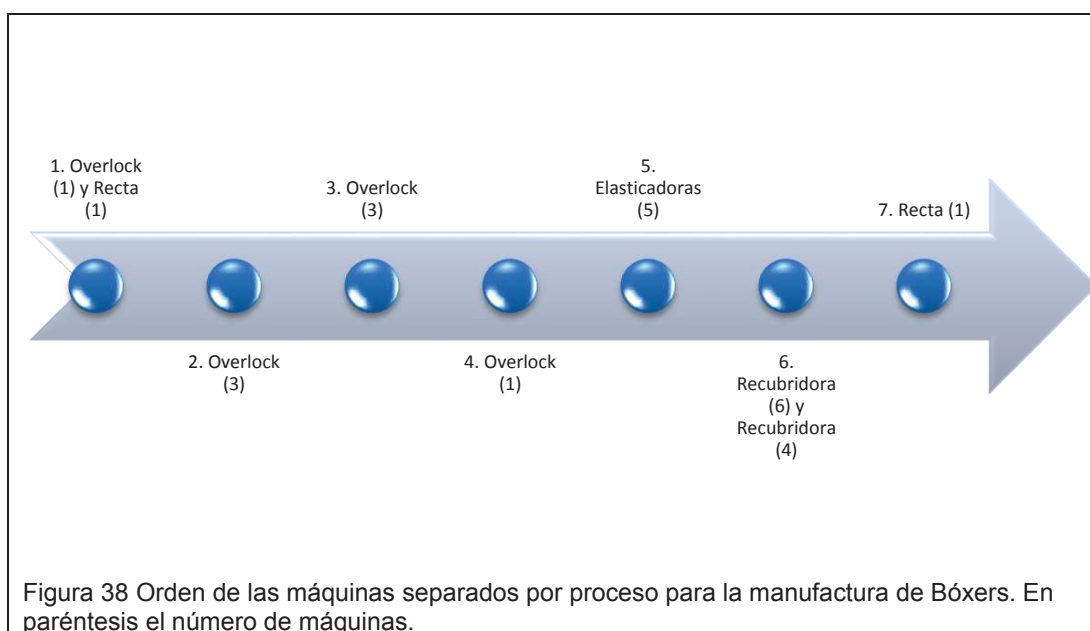 1. Overlock
(1) y Recta
(1)
2. Overlock
(3)
3. Overlock
(3)
4. Overlock
(1)
5.
Elasticadoras
(5)
6.
Recubridora
(6) y
Recubridora
(4)
7. Recta (1)
Figura 38 Orden de las máquinas separados por proceso para la manufactura de Bóxers. En
paréntesis el número de máquinas.